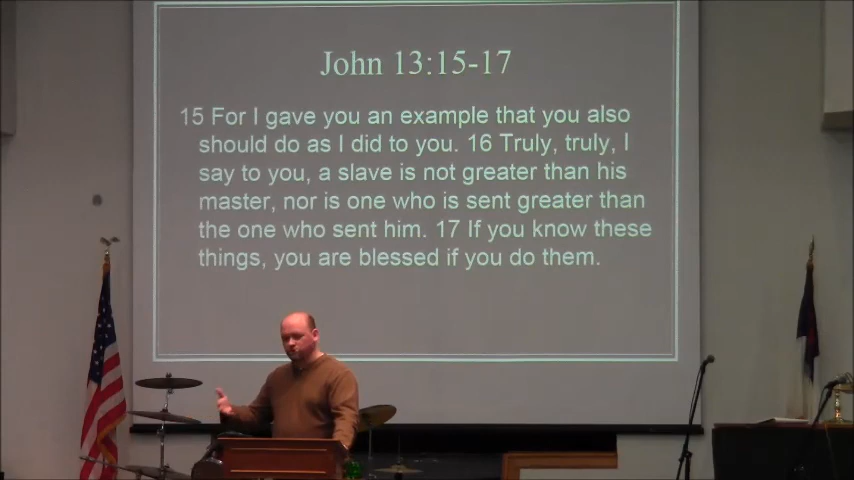 John 13:15-17
15 For I gave you an example that you also
should do as I did to you. 16 Truly, truly, I
say to you, a slave is not greater than his
master, nor is one who is sent greater than
the one who sent him. 17 If you know these
things, you are blessed if you do them.